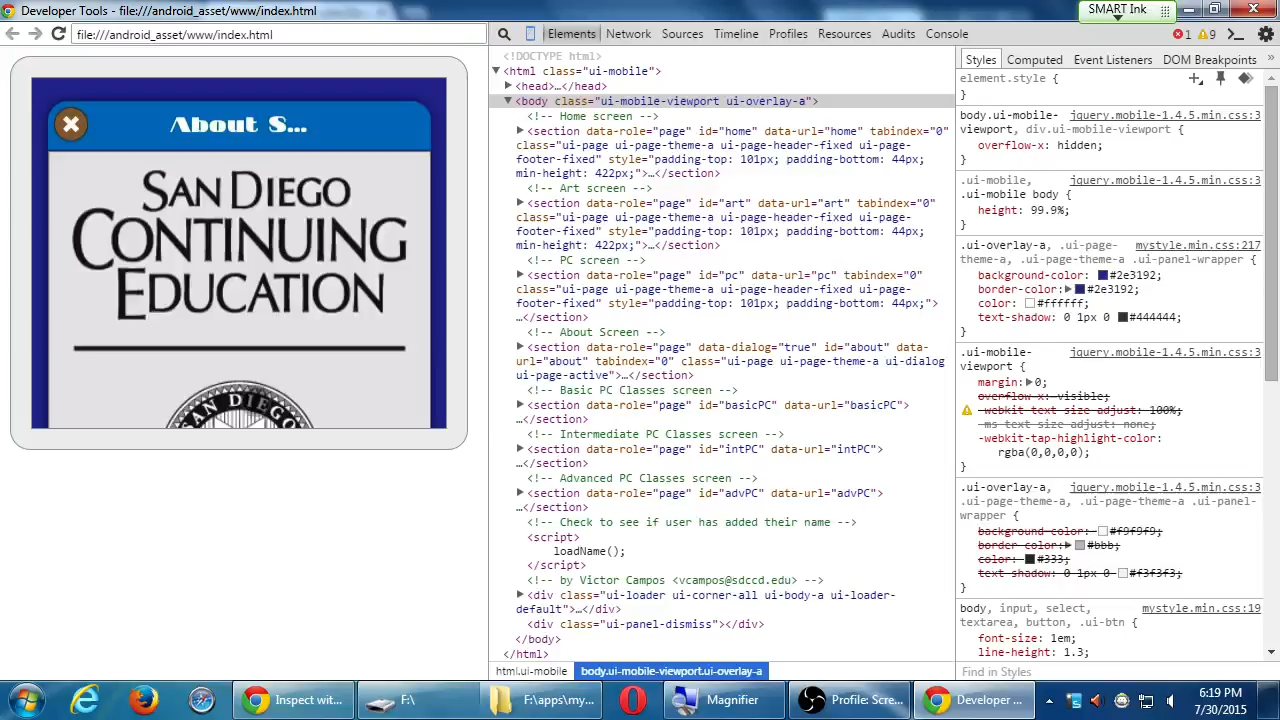 Developer Tools - file:///android_asset/www/index.html
SMART Ink
file:///android_asset/www/index.html
Elements Network Sources Timeline Profiles Resources Audits Console
1 9
About S...
SAN DIEGO
CONTINUING
EDUCATION
SAN DIEGO
<!DOCTYPE html>
<html class="ui-mobile">
<head>…</head>
<body class="ui-mobile-viewport ui-overlay-a">
<!-- Home screen -->
<section data-role="page" id="home" data-url="home" tabindex="0"
class="ui-page ui-page-theme-a ui-page-header-fixed ui-page-
footer-fixed" style="padding-top: 101px; padding-bottom: 44px;
min-height: 422px;">…</section>
<!-- Art screen -->
<section data-role="page" id="art" data-url="art" tabindex="0"
class="ui-page ui-page-theme-a ui-page-header-fixed ui-page-
footer-fixed" style="padding-top: 101px; padding-bottom: 44px;
min-height: 422px;">…</section>
<!-- PC screen -->
<section data-role="page" id="pc" data-url="pc" tabindex="0"
class="ui-page ui-page-theme-a ui-page-header-fixed ui-page-
footer-fixed" style="padding-top: 101px; padding-bottom: 44px;">
…</section>
<!-- About Screen -->
<section data-role="page" data-dialog="true" id="about" data-
url="about" tabindex="0" class="ui-page ui-page-theme-a ui-dialog
ui-page-active">…</section>
<!-- Basic PC Classes screen -->
<section data-role="page" id="basicPC" data-url="basicPC">
…</section>
<!-- Intermediate PC Classes screen -->
<section data-role="page" id="intPC" data-url="intPC">
…</section>
<!-- Advanced PC Classes screen -->
<section data-role="page" id="advPC" data-url="advPC">
…</section>
<!-- Check to see if user has added their name -->
<script>
loadName();
</script>
<!-- by Victor Campos <vcampos@sdccd.edu> -->
<div class="ui-loader ui-corner-all ui-body-a ui-loader-
default">…</div>
<div class="ui-panel-dismiss"></div>
</body>
</html>
html.ui-mobile body.ui-mobile-viewport.ui-overlay-a
Styles Computed Event Listeners DOM Breakpoints »
element.style {
}
body.ui-mobile- jquery.mobile-1.4.5.min.css:3
viewport, div.ui-mobile-viewport {
overflow-x: hidden;
}
.ui-mobile, jquery.mobile-1.4.5.min.css:3
.ui-mobile body {
height: 99.9%;
}
.ui-overlay-a, .ui-page- mystyle.min.css:217
theme-a, .ui-page-theme-a .ui-panel-wrapper {
background-color: #2e3192;
border-color: #2e3192;
color: #ffffff;
text-shadow: 0 1px 0 #444444;
}
.ui-mobile- jquery.mobile-1.4.5.min.css:3
viewport {
margin: 0;
overflow-x: visible;
-webkit-text-size-adjust: 100%;
-ms-text-size-adjust: none;
-webkit-tap-highlight-color:
rgba(0,0,0,0);
}
.ui-overlay-a, jquery.mobile-1.4.5.min.css:3
.ui-page-theme-a, .ui-page-theme-a .ui-panel-
wrapper {
background-color: #f9f9f9;
border-color: #bbb;
color: #333;
text-shadow: 0 1px 0 #f3f3f3;
}
body, input, select, mystyle.min.css:19
textarea, button, .ui-btn {
font-size: 1em;
line-height: 1.3;
Find in Styles
Inspect wit... F:\ F:\apps\my... Magnifier Profile: Scre... Developer ...
6:19 PM
7/30/2015